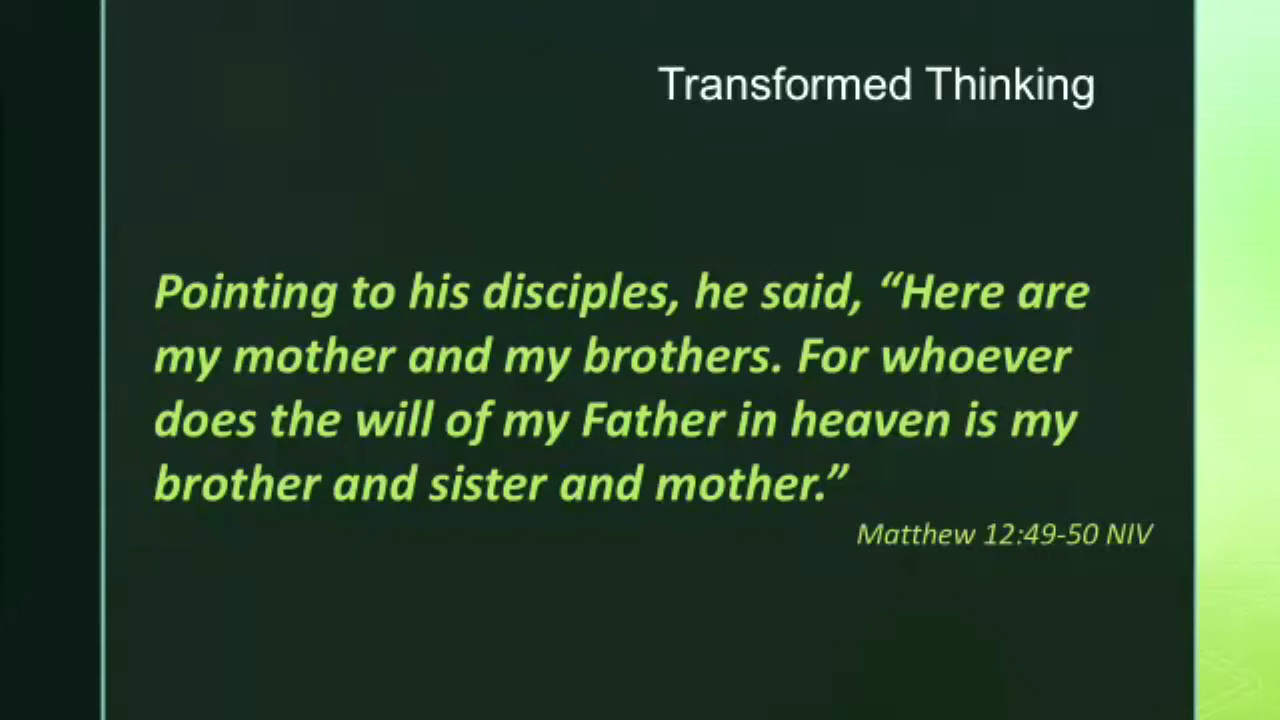 Transformed Thinking
Pointing to his disciples, he said, “Here are
my mother and my brothers. For whoever
does the will of my Father in heaven is my
brother and sister and mother.”
Matthew 12:49-50 NIV